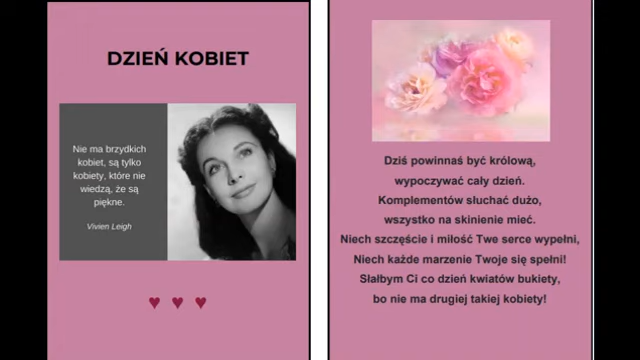 DZIEŃ KOBIET
Nie ma brzydkich
kobiet, są tylko
kobiety, które nie
wiedzą, że są
piękne.
Vivien Leigh
Dziś powinnaś być królową,
wypoczywać cały dzień.
Komplementów słuchać dużo,
wszystko na skinienie mieć.
Niech szczęście i miłość Twe serce wypełni,
Niech każde marzenie Twoje się spełni!
Słałbym Ci co dzień kwiatów bukiety,
bo nie ma drugiej takiej kobiety!